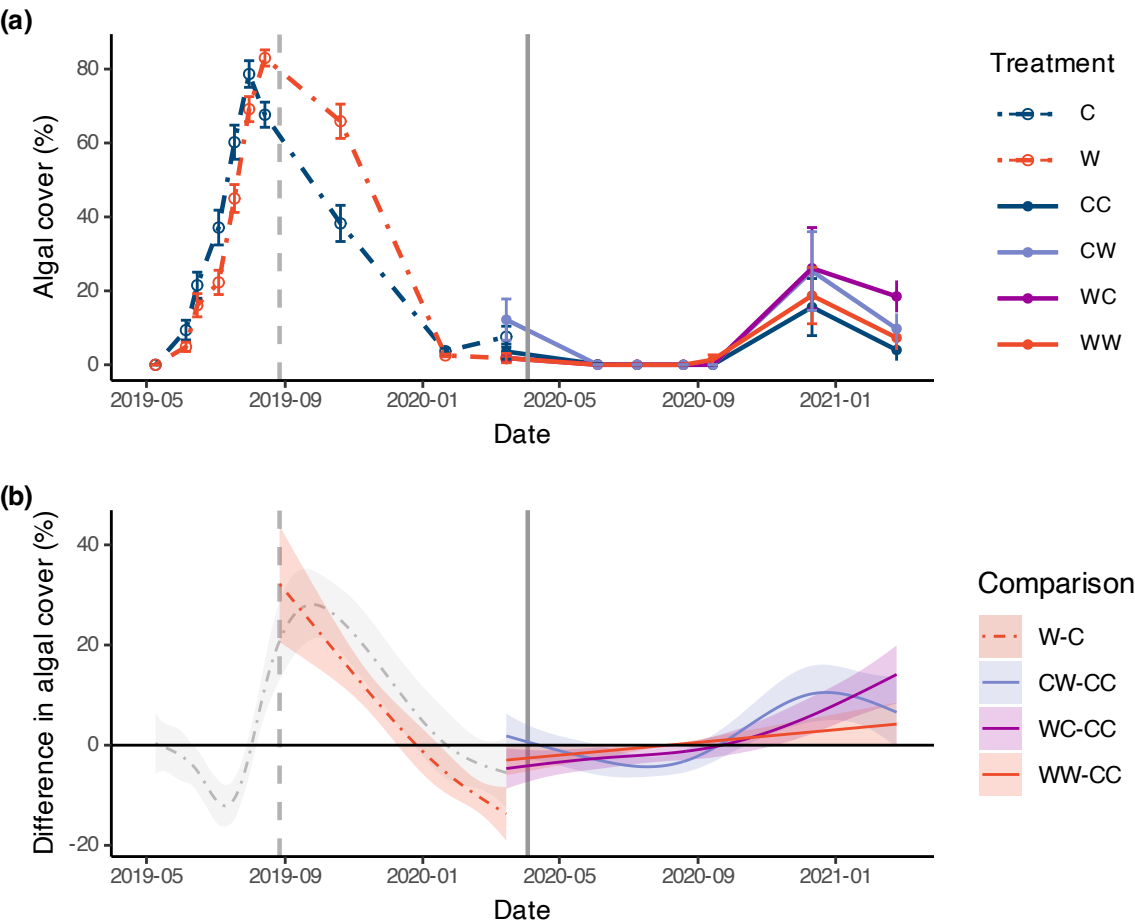 (a)
Algal cover (%)
80
60
40
20
0
2019-05 2019-09 2020-01 2020-05 2020-09 2021-01
Date
Treatment
C
W
CC
CW
WC
WW
(b)
Difference in algal cover (%)
40
20
0
-20
2019-05 2019-09 2020-01 2020-05 2020-09 2021-01
Date
Comparison
W-C
CW-CC
WC-CC
WW-CC